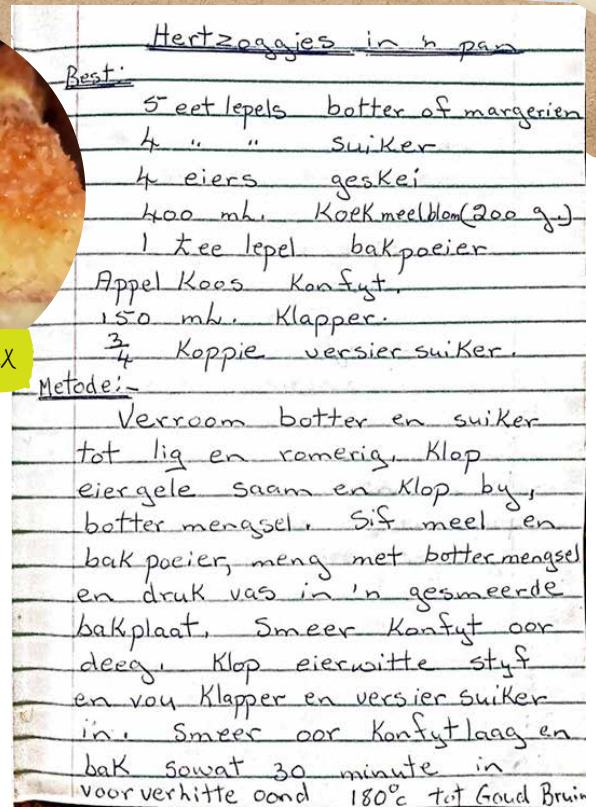 Hertzoggies in 'n pan
Best:
5 eet lepels botter of margerien
4 " " suiker
4 eiers geskei
400 ml. Koek meelblom (200 g.)
1 tee lepel bakpoeier
Appel Koos Konfyt.
150 ml. Klapper.
3/4 Koppie versier suiker.
X
Metode:-
Verroom botter en suiker
tot lig en romerig. Klop
eiergele saam en Klop by,
botter mengsel. Sif meel en
bak poeier, meng met bottermengsel
en druk vas in 'n gesmeerde
bakplaat. Smeer Konfyt oor
deeg. Klop eierwitte styf
en vou Klapper en versier suiker
in. Smeer oor Konfytlaag en
bak sowat 30 minute in
voorverhitte oond 180°c tot Goud Bruin